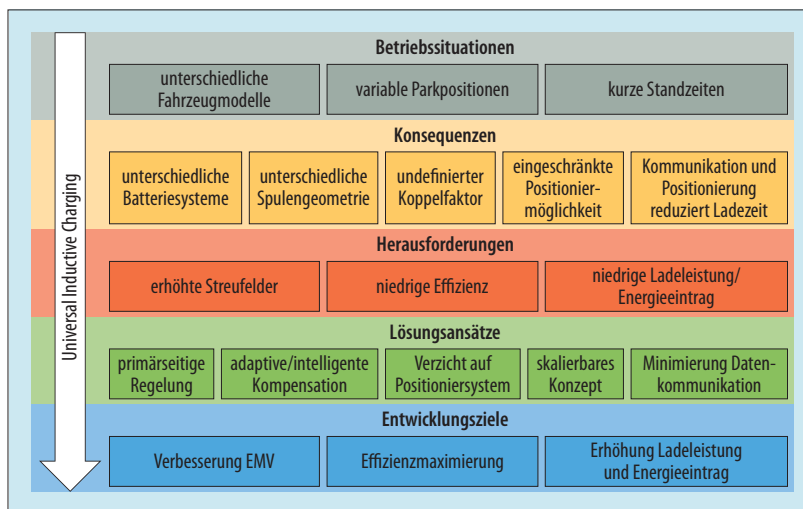 Universal Inductive Charging
Betriebssituationen
unterschiedliche
Fahrzeugmodelle
variable Parkpositionen
kurze Standzeiten
Konsequenzen
unterschiedliche
Batteriesysteme
unterschiedliche
Spulengeometrie
undefinierter
Koppelfaktor
eingeschränkte
Positionier-
möglichkeit
Kommunikation und
Positionierung
reduziert Ladezeit
Herausforderungen
erhöhte Streufelder
niedrige Effizienz
niedrige Ladeleistung/
Energieeintrag
Lösungsansätze
primärseitige
Regelung
adaptive/intelligente
Kompensation
Verzicht auf
Positioniersystem
skalierbares
Konzept
Minimierung Daten-
kommunikation
Entwicklungsziele
Verbesserung EMV
Effizienzmaximierung
Erhöhung Ladeleistung
und Energieeintrag